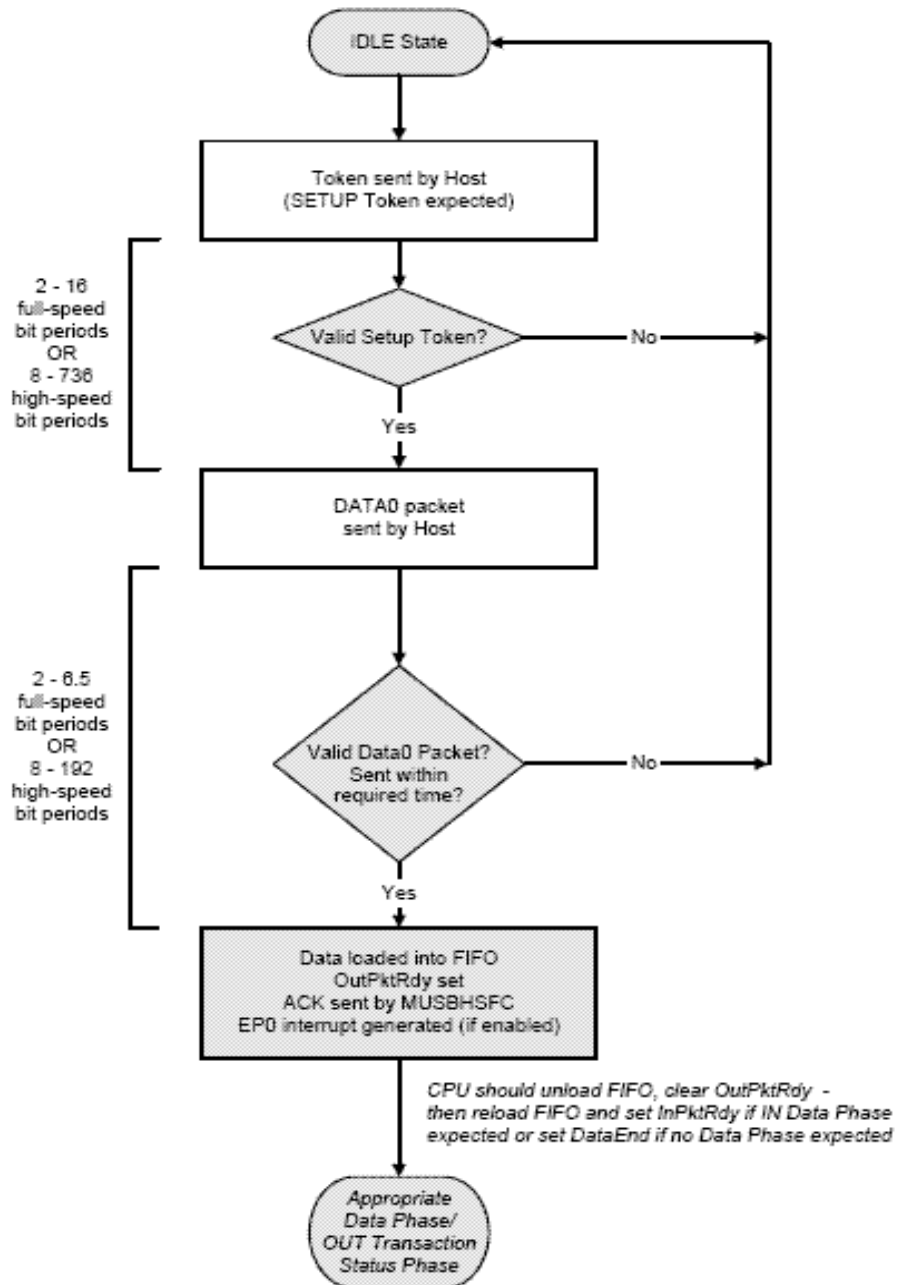 IDLE State
Token sent by Host
(SETUP Token expected)
2 - 16
full-speed
bit periods
OR
8 - 736
high-speed
bit periods
Valid Setup Token?
No
Yes
DATA0 packet
sent by Host
2 - 6.5
full-speed
bit periods
OR
8 - 192
high-speed
bit periods
Valid Data0 Packet?
Sent within
required time?
No
Yes
Data loaded into FIFO
OutPktRdy set
ACK sent by MUSBHSFC
EP0 interrupt generated (if enabled)
CPU should unload FIFO, clear OutPktRdy -
then reload FIFO and set InPktRdy if IN Data Phase
expected or set DataEnd if no Data Phase expected
Appropriate
Data Phase/
OUT Transaction
Status Phase